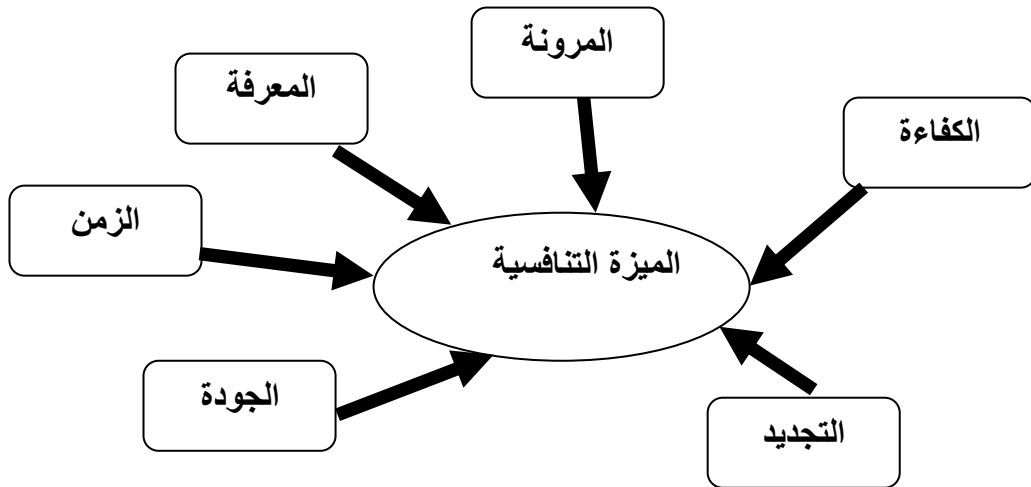 المرونة
المعرفة
الكفاءة
الزمن
الميزة التنافسية
الجودة
التجديد